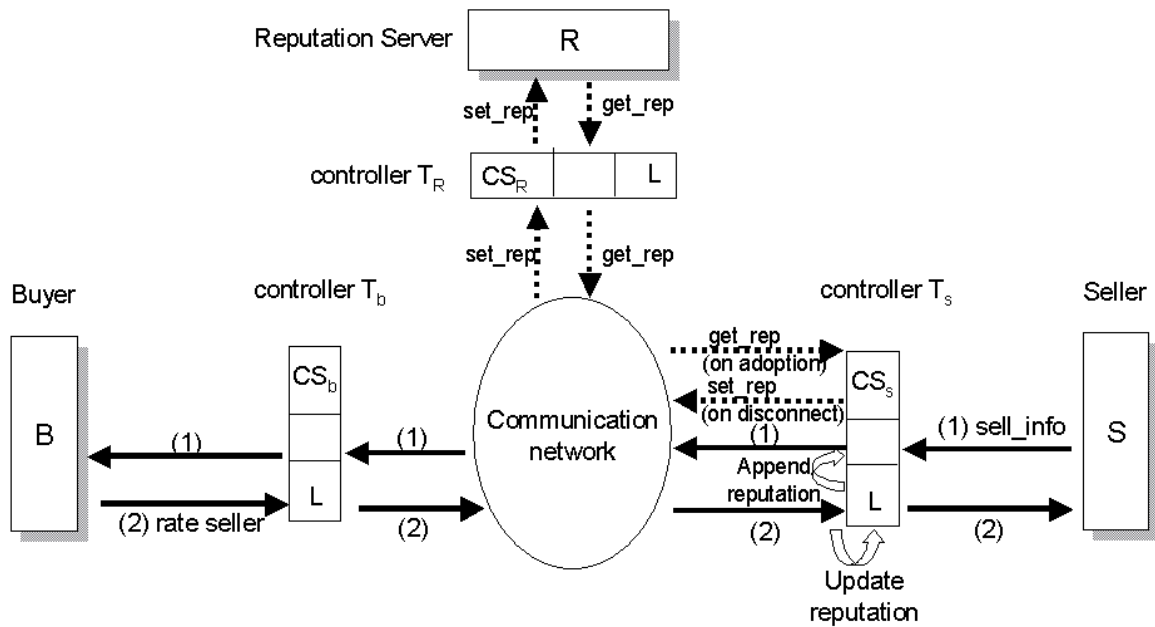 Reputation Server
R
set_rep
get_rep
controller T_R
CS_R
L
set_rep
get_rep
Buyer
controller T_b
controller T_s
Seller
get_rep
(on adoption)
set_rep
(on disconnect)
CS_b
CS_s
B
Communication
network
S
(1)
(1)
(1)
(1) sell_info
Append
reputation
L
L
(2) rate seller
(2)
(2)
(2)
Update
reputation